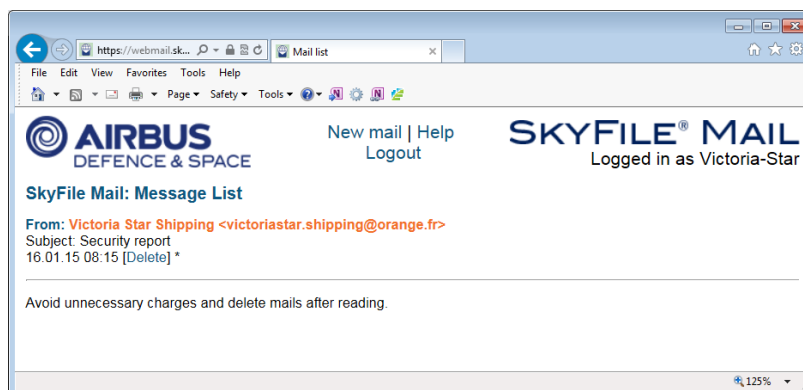 https://webmail.sk...
Mail list
File Edit View Favorites Tools Help
Page Safety Tools
AIRBUS
DEFENCE & SPACE
New mail | Help
Logout
SKYFILE® MAIL
Logged in as Victoria-Star
SkyFile Mail: Message List
From: Victoria Star Shipping <victoriastar.shipping@orange.fr>
Subject: Security report
16.01.15 08:15 [Delete] *
Avoid unnecessary charges and delete mails after reading.
125%